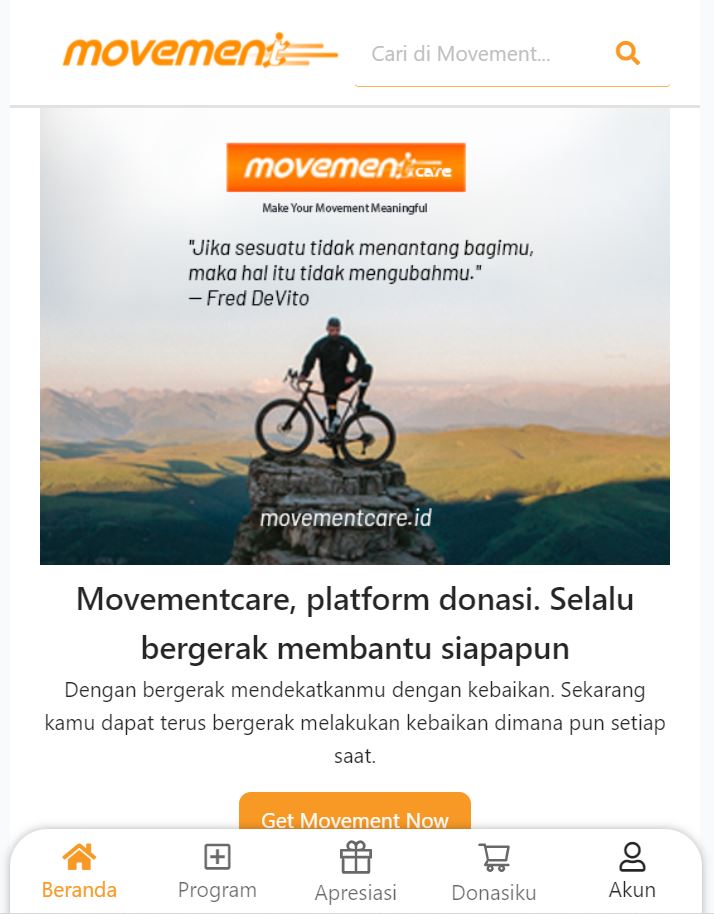 movement
Cari di Movement...
movement care
Make Your Movement Meaningful
"Jika sesuatu tidak menantang bagimu,
maka hal itu tidak mengubahmu."
— Fred DeVito
movementcare.id
Movementcare, platform donasi. Selalu
bergerak membantu siapapun
Dengan bergerak mendekatkanmu dengan kebaikan. Sekarang
kamu dapat terus bergerak melakukan kebaikan dimana pun setiap
saat.
Get Movement Now
Beranda Program Apresiasi Donasiku Akun